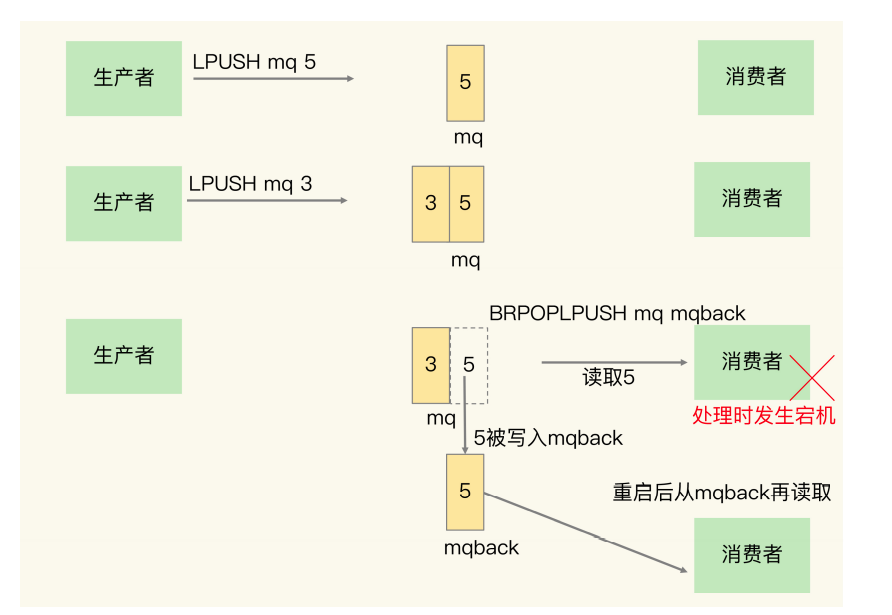 生产者
LPUSH mq 5
5
mq
消费者
生产者
LPUSH mq 3
3
5
mq
消费者
BRPOPLPUSH mq mqback
生产者
3
5
读取5
消费者
mq
处理时发生宕机
5被写入mqback
5
重启后从mqback再读取
mqback
消费者